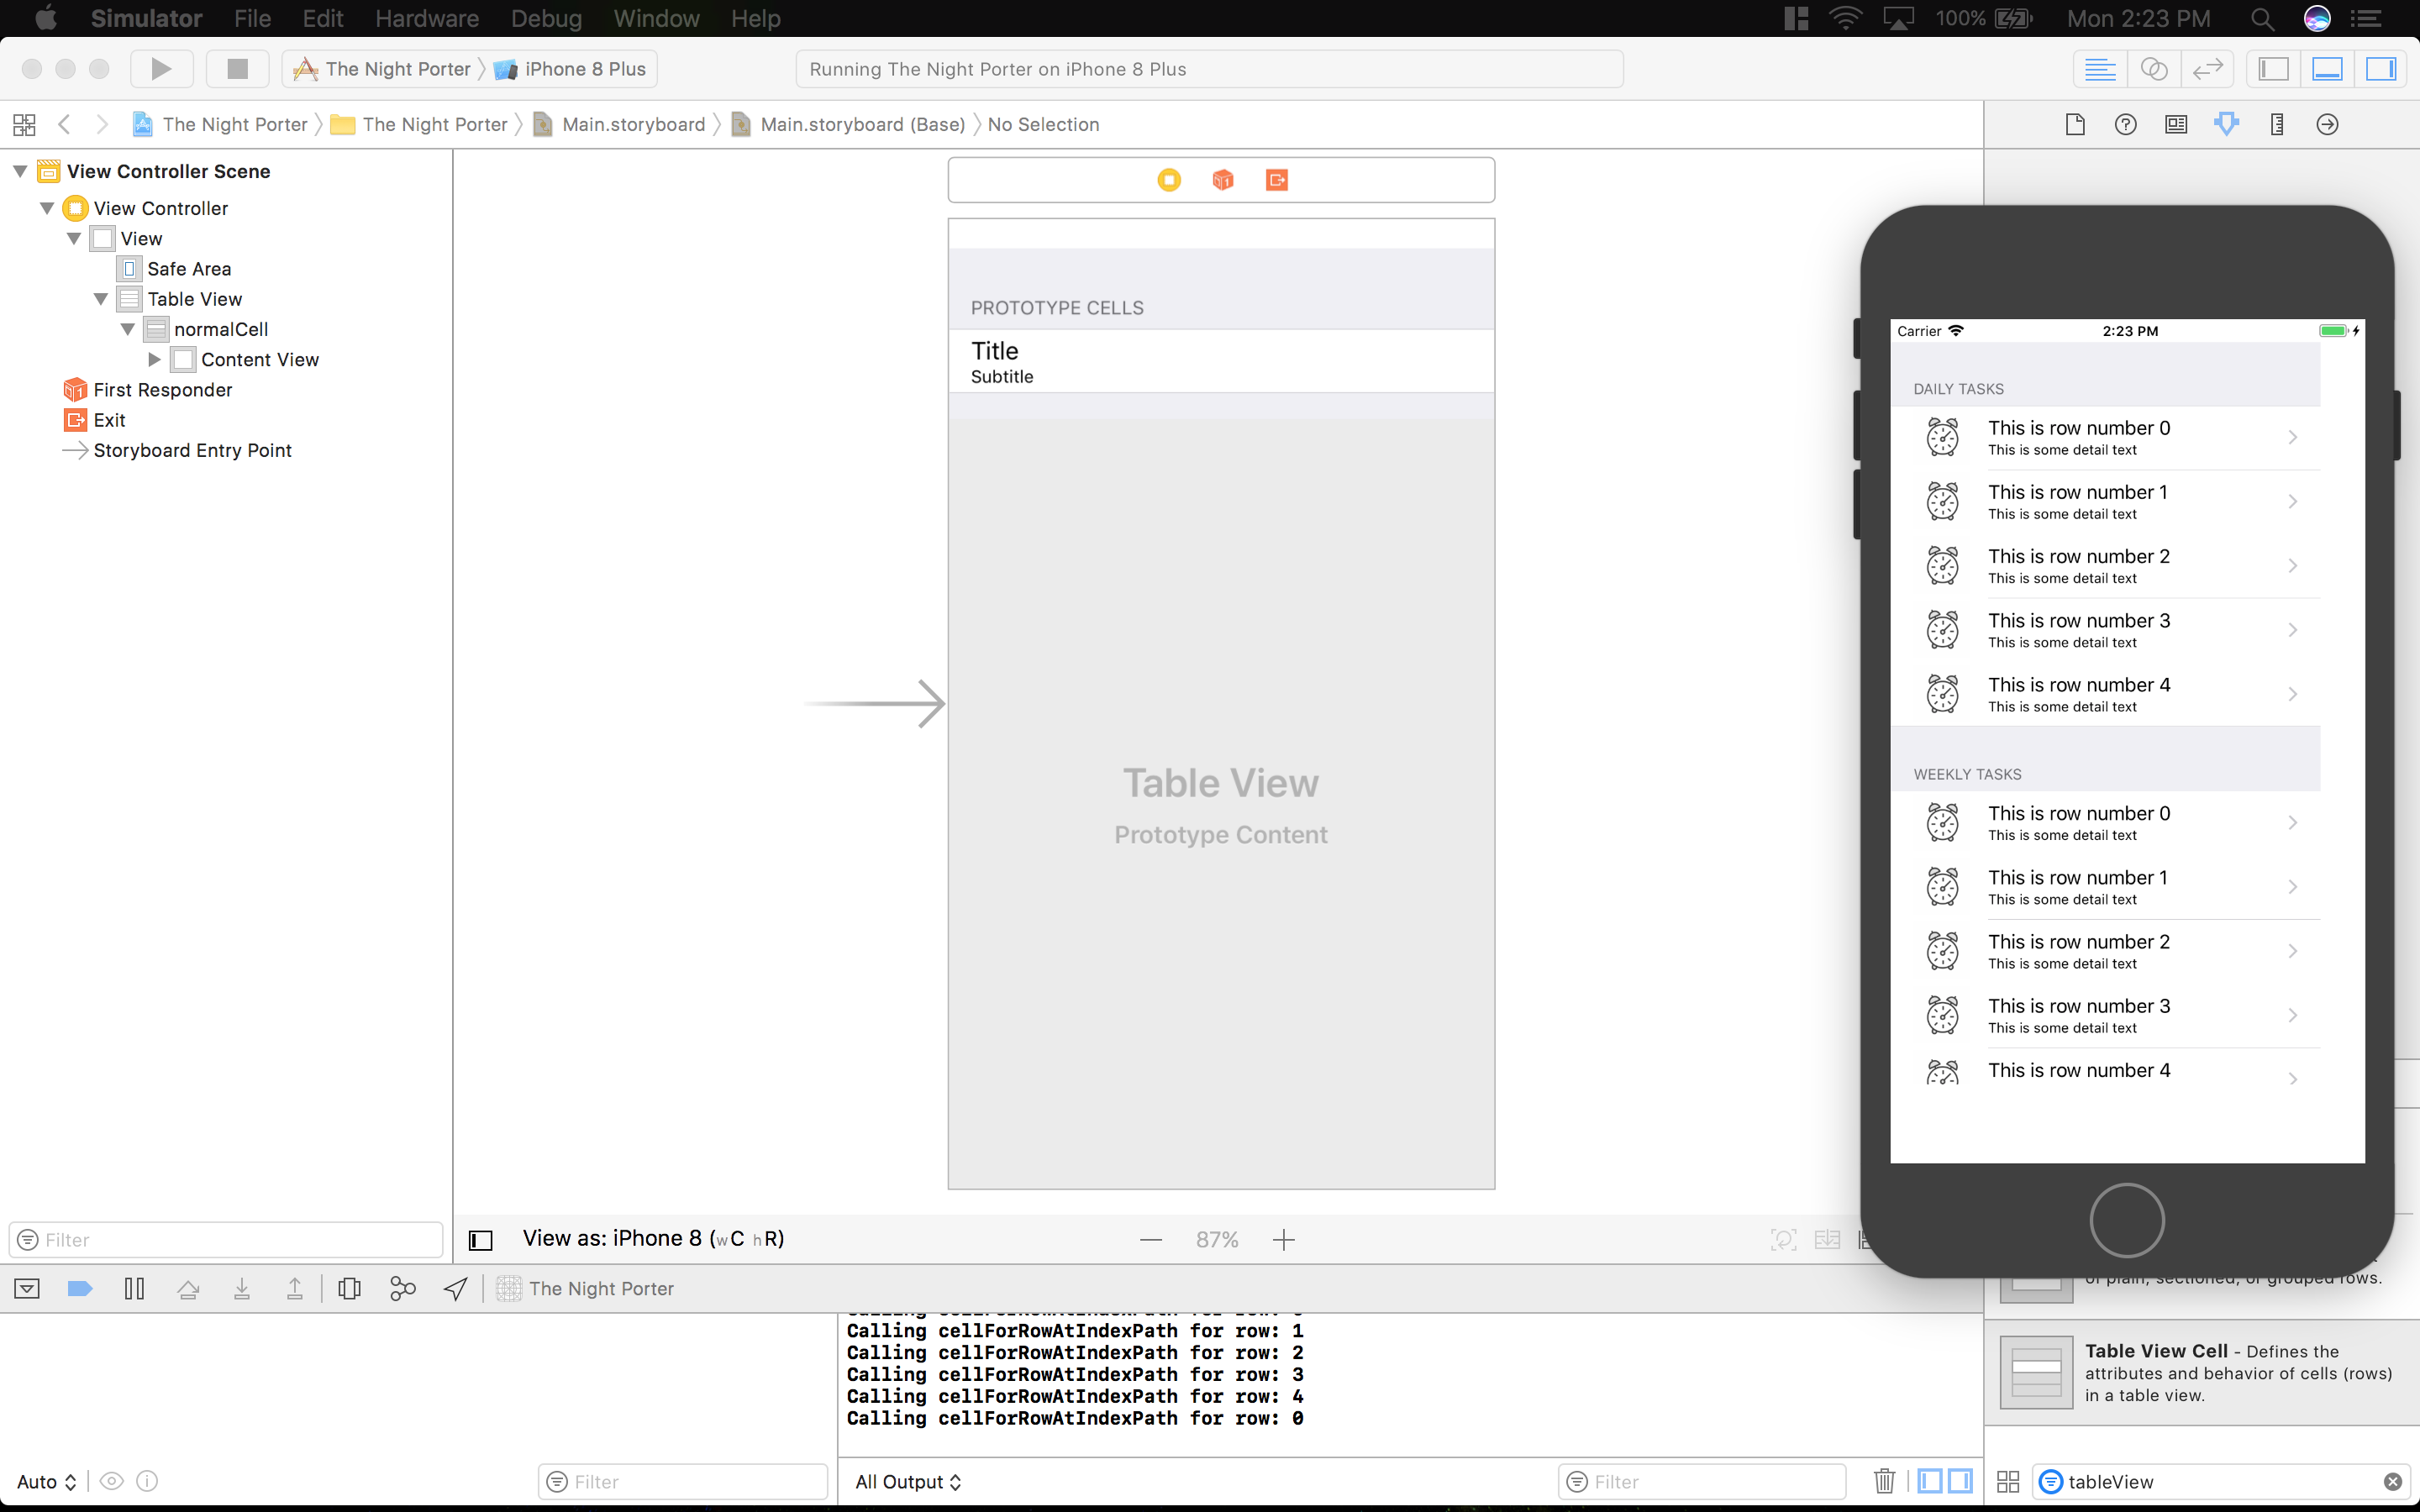 Simulator File Edit Hardware Debug Window Help 100% Mon 2:23 PM
The Night Porter iPhone 8 Plus Running The Night Porter on iPhone 8 Plus
The Night Porter The Night Porter Main.storyboard Main.storyboard (Base) No Selection
View Controller Scene
View Controller
View
Safe Area
Table View
normalCell
Content View
First Responder
Exit
Storyboard Entry Point
Filter
PROTOTYPE CELLS
Title
Subtitle
Table View
Prototype Content
View as: iPhone 8 (wC hR) 87%
Carrier 2:23 PM
DAILY TASKS
This is row number 0
This is some detail text
This is row number 1
This is some detail text
This is row number 2
This is some detail text
This is row number 3
This is some detail text
This is row number 4
This is some detail text
WEEKLY TASKS
This is row number 0
This is some detail text
This is row number 1
This is some detail text
This is row number 2
This is some detail text
This is row number 3
This is some detail text
This is row number 4
The Night Porter
Calling cellForRowAtIndexPath for row: 1
Calling cellForRowAtIndexPath for row: 2
Calling cellForRowAtIndexPath for row: 3
Calling cellForRowAtIndexPath for row: 4
Calling cellForRowAtIndexPath for row: 0
of plain, sectioned, or grouped rows.
Table View Cell - Defines the
attributes and behavior of cells (rows)
in a table view.
Auto Filter All Output Filter tableView